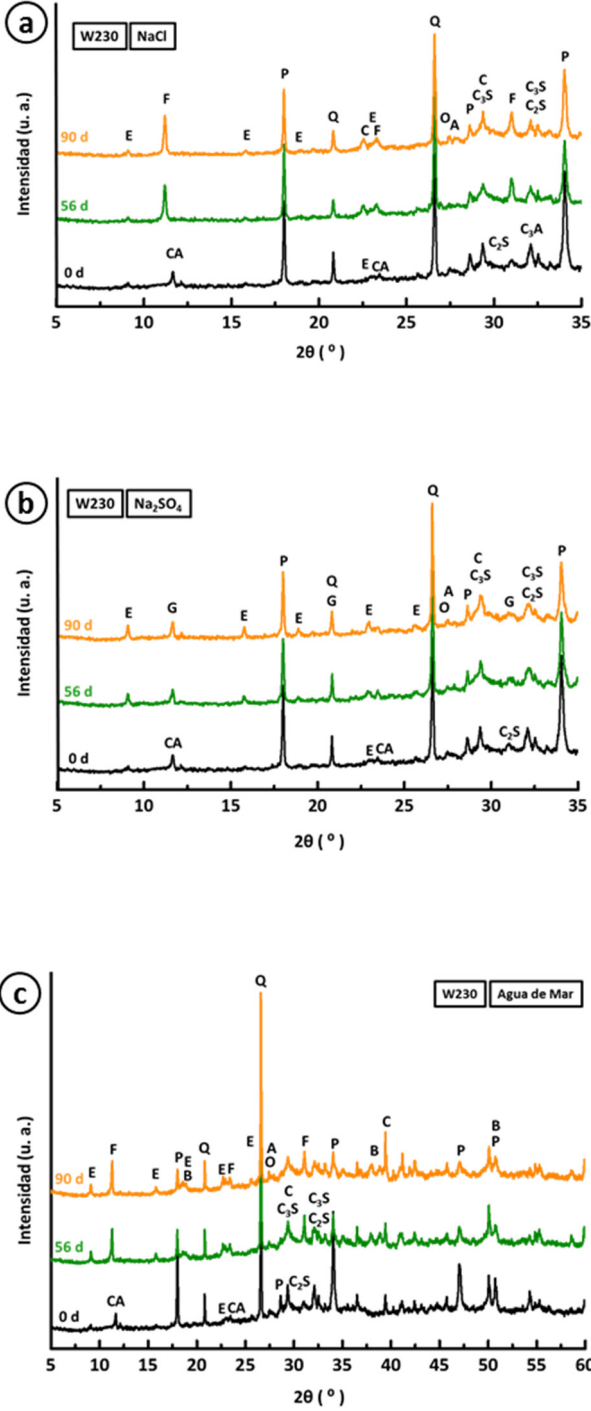 a
W230 NaCl
Q
P
P
F
Q
E
F
C
C3S
C3S
C2S
P
F
O
A
E
E
E
C
90 d
56 d
CA
0 d
E
CA
C2S
C3A
Intensidad (u. a.)
5 10 15 20 25 30 35
2θ ( º )
b
W230 Na2SO4
Q
P
P
Q
G
C
C3S
C3S
C2S
A
O
P
G
E
G
E
E
E
E
90 d
56 d
CA
0 d
E
CA
C2S
Intensidad (u. a.)
5 10 15 20 25 30 35
2θ ( º )
c
W230 Agua de Mar
Q
C
B
P
F
Q
E
A
O
F
P
B
P
E
E
P
E
B
E
F
90 d
C
C3S
C3S
C2S
56 d
CA
0 d
E
CA
P
C2S
Intensidad (u. a.)
5 10 15 20 25 30 35 40 45 50 55 60
2θ ( º )